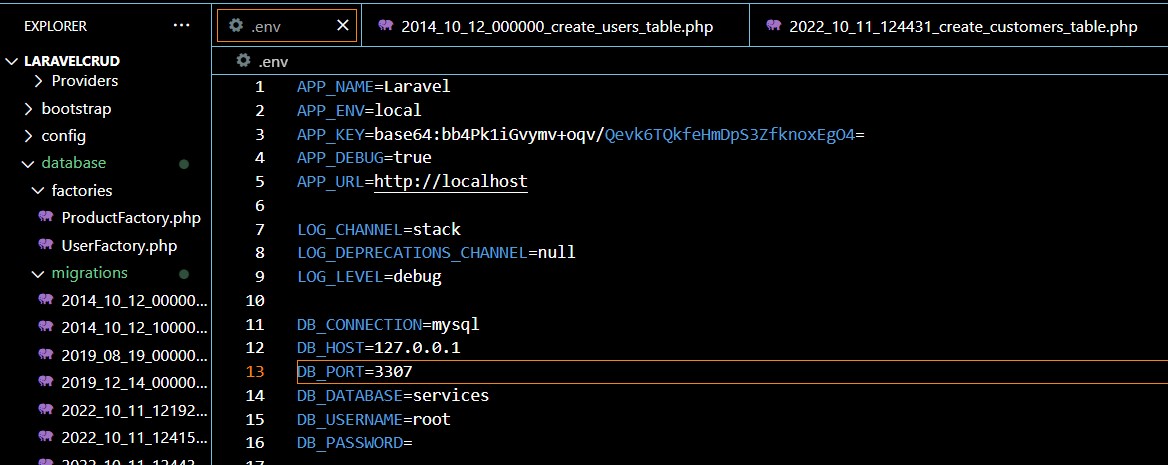 EXPLORER ...
LARAVELCRUD
Providers
bootstrap
config
database
factories
ProductFactory.php
UserFactory.php
migrations
2014_10_12_00000...
2014_10_12_10000...
2019_08_19_00000...
2019_12_14_00000...
2022_10_11_12192...
2022_10_11_12415...
2022_10_11_12443...
.env
2014_10_12_000000_create_users_table.php
2022_10_11_124431_create_customers_table.php
.env
1 APP_NAME=Laravel
2 APP_ENV=local
3 APP_KEY=base64:bb4Pk1iGvymv+oqv/Qevk6TQkfeHmDpS3ZfknoxEgO4=
4 APP_DEBUG=true
5 APP_URL=http://localhost
6
7 LOG_CHANNEL=stack
8 LOG_DEPRECATIONS_CHANNEL=null
9 LOG_LEVEL=debug
10
11 DB_CONNECTION=mysql
12 DB_HOST=127.0.0.1
13 DB_PORT=3307
14 DB_DATABASE=services
15 DB_USERNAME=root
16 DB_PASSWORD=
17